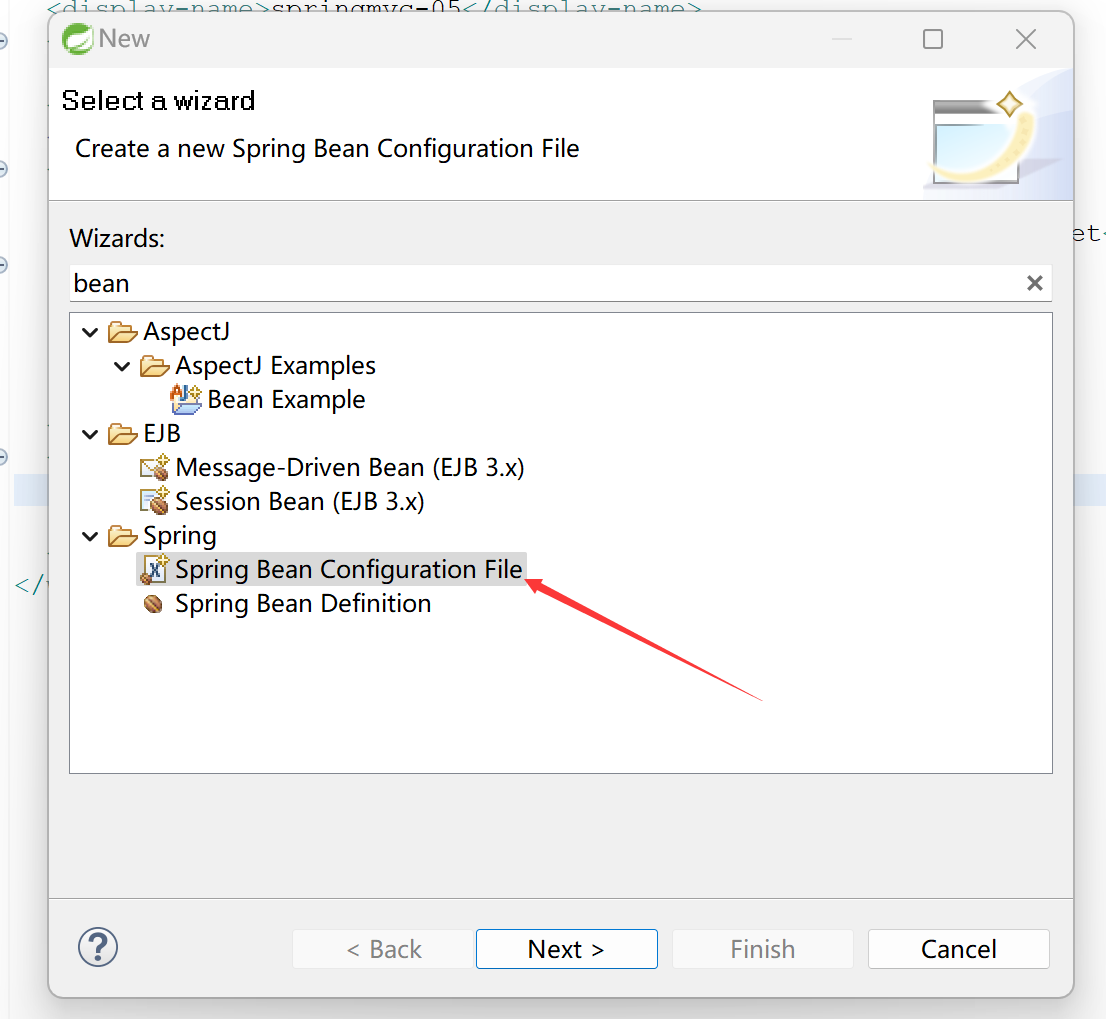 <display-name>springmvc-05</display-name>
New
Select a wizard
Create a new Spring Bean Configuration File
Wizards:
et<
bean
AspectJ
AspectJ Examples
Bean Example
EJB
Message-Driven Bean (EJB 3.x)
Session Bean (EJB 3.x)
Spring
Spring Bean Configuration File
</
Spring Bean Definition
< Back
Next >
Finish
Cancel